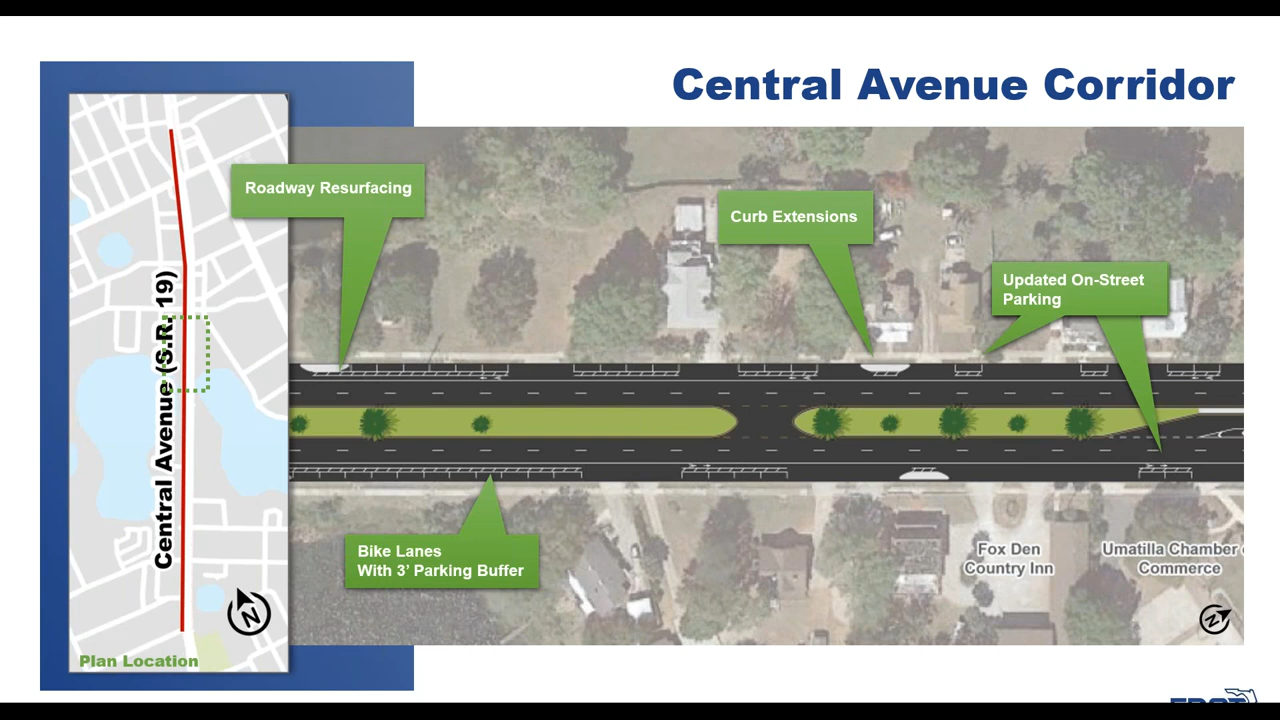 Central Avenue Corridor
Roadway Resurfacing
Curb Extensions
Updated On-Street
Parking
Central Avenue (S.R. 19)
Bike Lanes
With 3' Parking Buffer
Fox Den
Country Inn
Umatilla Chamber
Commerce
N
N
Plan Location